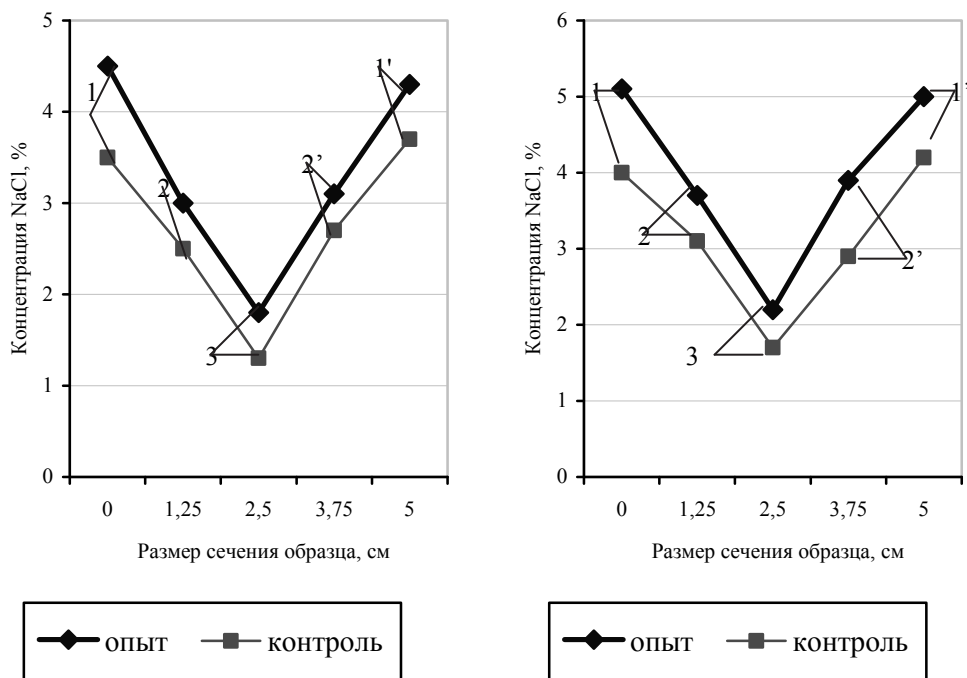 5
4
3
2
1
0
Концентрация NaCl, %
1
2
3
2’
1'
0 1,25 2,5 3,75 5
Размер сечения образца, см
опыт контроль
6
5
4
3
2
1
0
Концентрация NaCl, %
1
2
3
2’
1’
0 1,25 2,5 3,75 5
Размер сечения образца, см
опыт контроль